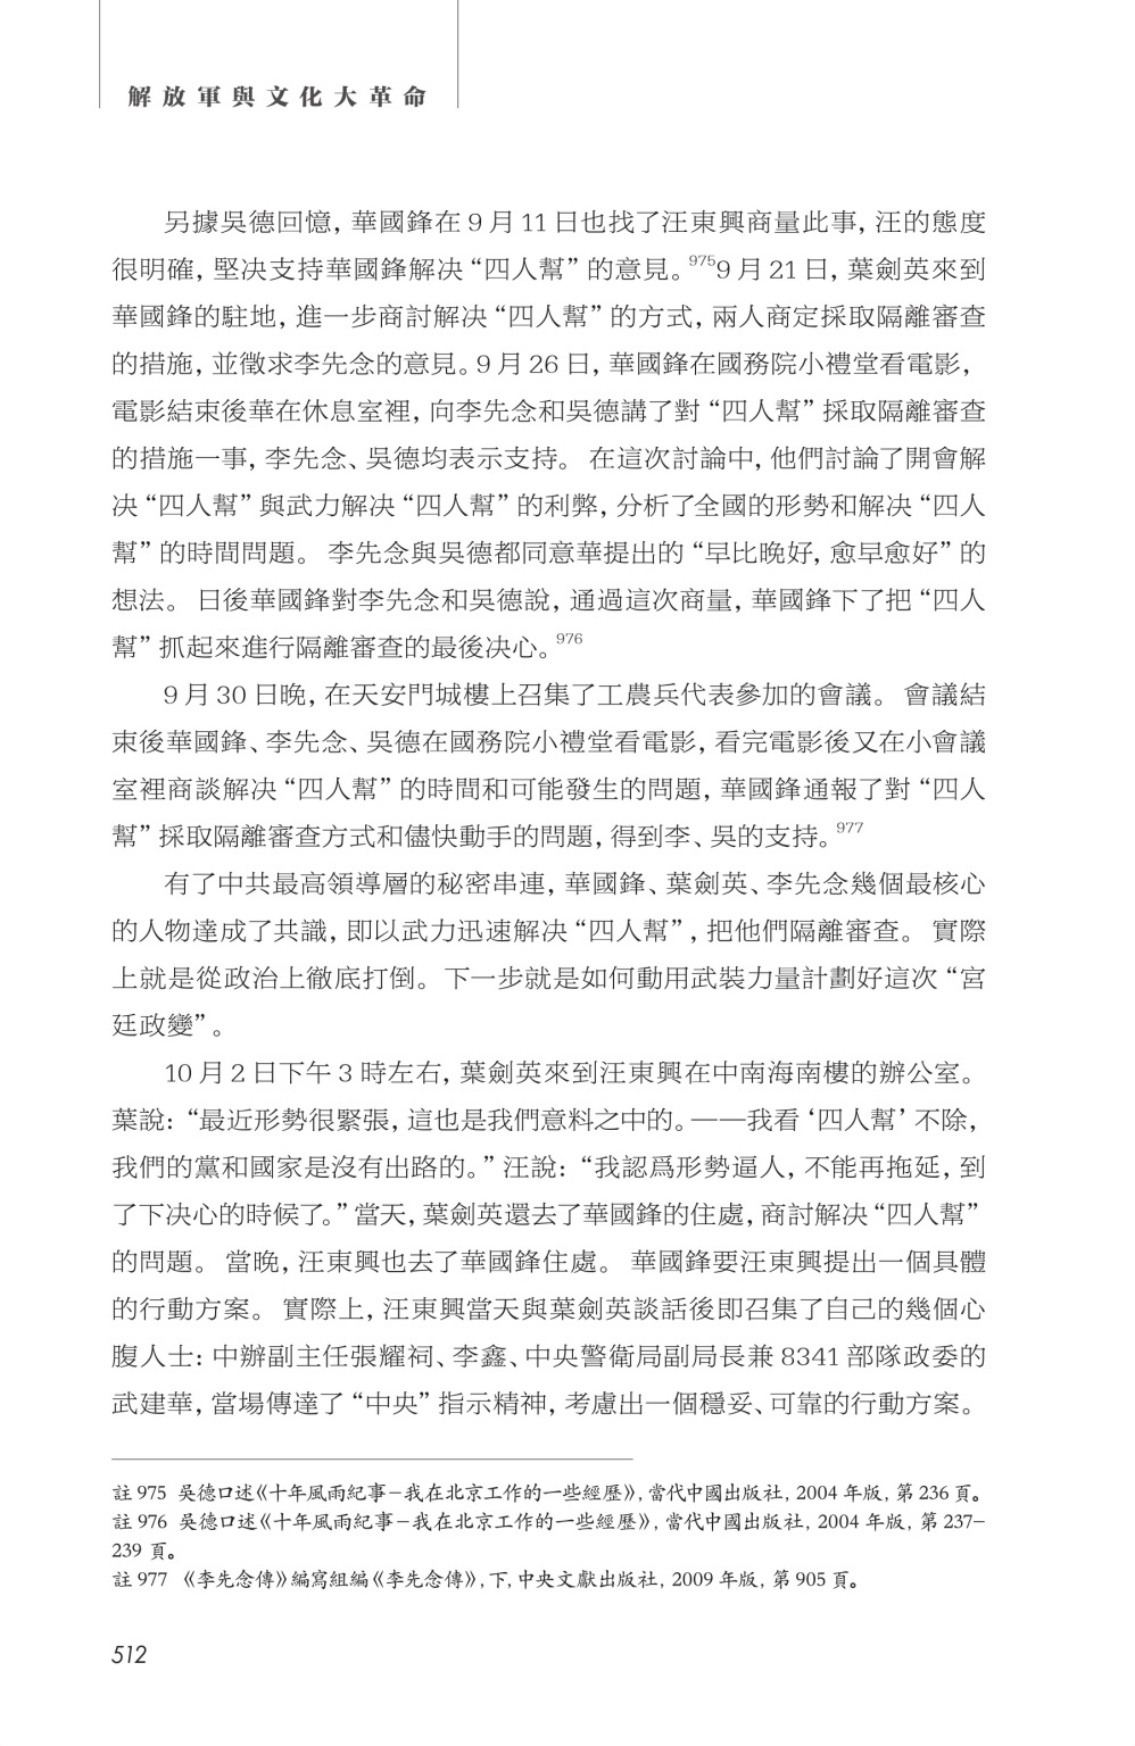 解放軍與文化大革命
另據吳德回憶，華國鋒在 9 月 11 日也找了汪東興商量此事，汪的態度
很明確，堅決支持華國鋒解決“四人幫”的意見。9759 月 21 日，葉劍英來到
華國鋒的駐地，進一步商討解決“四人幫”的方式，兩人商定採取隔離審查
的措施，並徵求李先念的意見。9 月 26 日，華國鋒在國務院小禮堂看電影，
電影結束後華在休息室裡，向李先念和吳德講了對“四人幫”採取隔離審查
的措施一事，李先念、吳德均表示支持。 在這次討論中，他們討論了開會解
決“四人幫”與武力解決“四人幫”的利弊，分析了全國的形勢和解決“四人
幫”的時間問題。 李先念與吳德都同意華提出的“早比晚好，愈早愈好”的
想法。 日後華國鋒對李先念和吳德說，通過這次商量，華國鋒下了把“四人
幫”抓起來進行隔離審查的最後決心。976
9 月 30 日晚，在天安門城樓上召集了工農兵代表參加的會議。 會議結
束後華國鋒、李先念、吳德在國務院小禮堂看電影，看完電影後又在小會議
室裡商談解決“四人幫”的時間和可能發生的問題，華國鋒通報了對“四人
幫”採取隔離審查方式和儘快動手的問題，得到李、吳的支持。977
有了中共最高領導層的秘密串連，華國鋒、葉劍英、李先念幾個最核心
的人物達成了共識，即以武力迅速解決“四人幫”，把他們隔離審查。 實際
上就是從政治上徹底打倒。下一步就是如何動用武裝力量計劃好這次“宮
廷政變”。
10 月 2 日下午 3 時左右，葉劍英來到汪東興在中南海南樓的辦公室。
葉說：“最近形勢很緊張，這也是我們意料之中的。——我看‘四人幫’不除，
我們的黨和國家是沒有出路的。”汪說：“我認爲形勢逼人，不能再拖延，到
了下決心的時候了。”當天，葉劍英還去了華國鋒的住處，商討解決“四人幫”
的問題。 當晚，汪東興也去了華國鋒住處。 華國鋒要汪東興提出一個具體
的行動方案。 實際上，汪東興當天與葉劍英談話後即召集了自己的幾個心
腹人士：中辦副主任張耀祠、李鑫、中央警衛局副局長兼 8341 部隊政委的
武建華，當場傳達了“中央”指示精神，考慮出一個穩妥、可靠的行動方案。
註 975 吳德口述《十年風雨紀事－我在北京工作的一些經歷》，當代中國出版社，2004 年版，第 236 頁。
註 976 吳德口述《十年風雨紀事－我在北京工作的一些經歷》，當代中國出版社，2004 年版，第 237－
239 頁。
註 977 《李先念傳》編寫組編《李先念傳》，下，中央文獻出版社，2009 年版，第 905 頁。
512